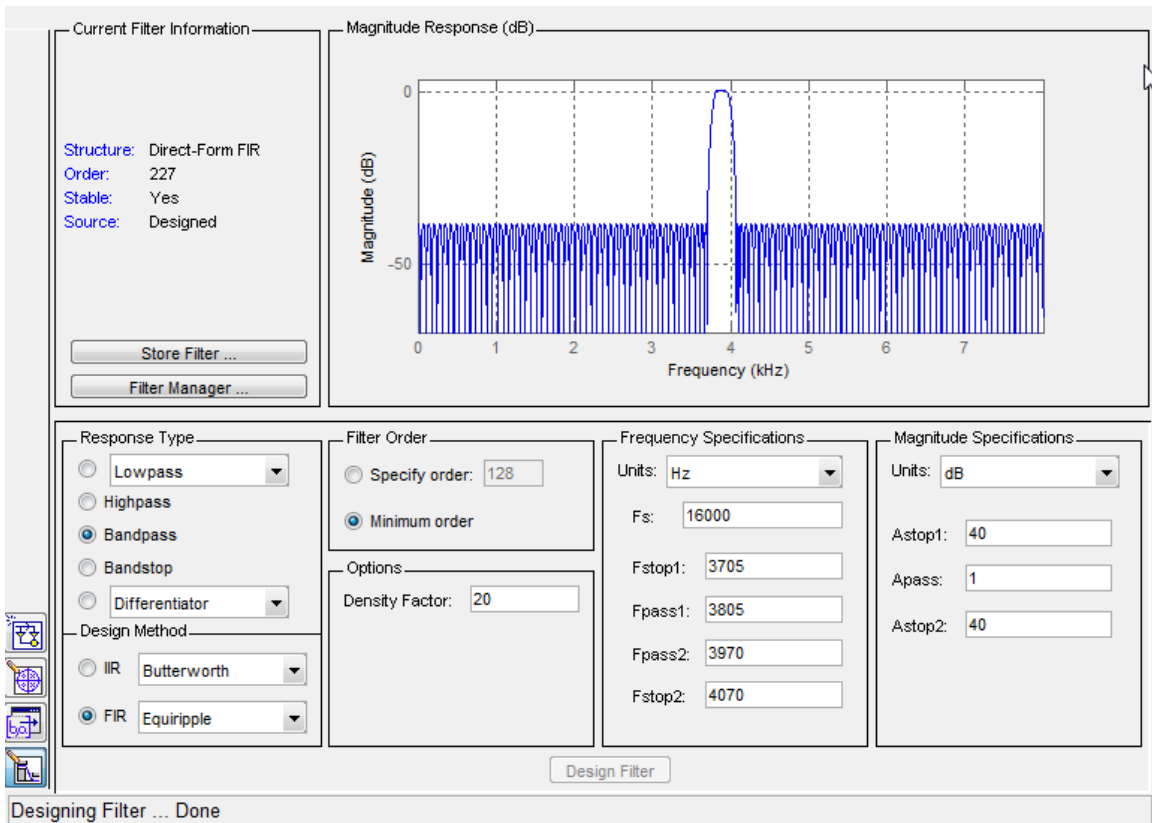 Current Filter Information
Structure: Direct-Form FIR
Order: 227
Stable: Yes
Source: Designed
Store Filter ...
Filter Manager ...
Magnitude Response (dB)
Magnitude (dB)
0
-50
0 1 2 3 4 5 6 7
Frequency (kHz)
Response Type
Lowpass
Highpass
Bandpass
Bandstop
Differentiator
Design Method
IIR Butterworth
FIR Equiripple
Filter Order
Specify order: 128
Minimum order
Options
Density Factor: 20
Frequency Specifications
Units: Hz
Fs: 16000
Fstop1: 3705
Fpass1: 3805
Fpass2: 3970
Fstop2: 4070
Magnitude Specifications
Units: dB
Astop1: 40
Apass: 1
Astop2: 40
Design Filter
[b,a]
Designing Filter ... Done